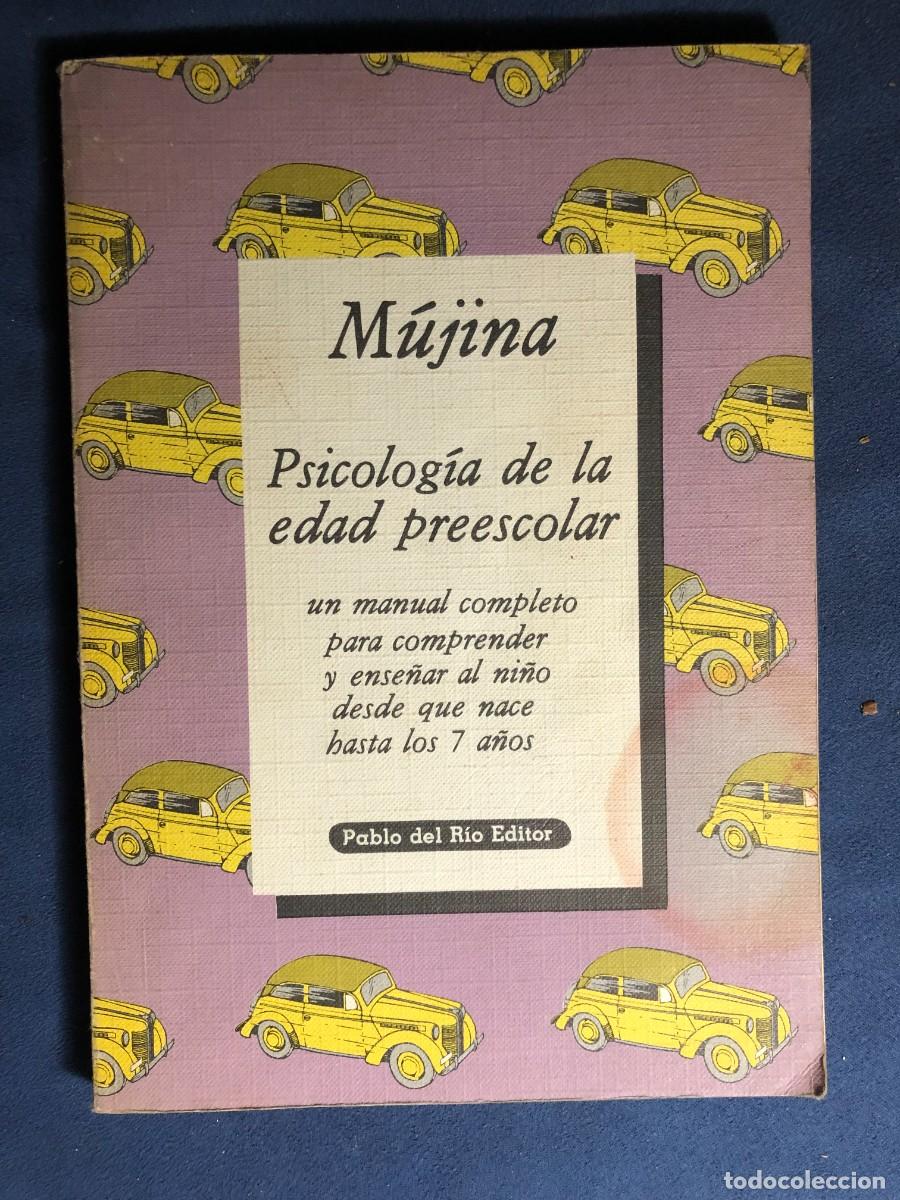 Mújina
Psicología de la
edad preescolar
un manual completo
para comprender
y enseñar al niño
desde que nace
hasta los 7 años
Pablo del Río Editor
todocoleccion